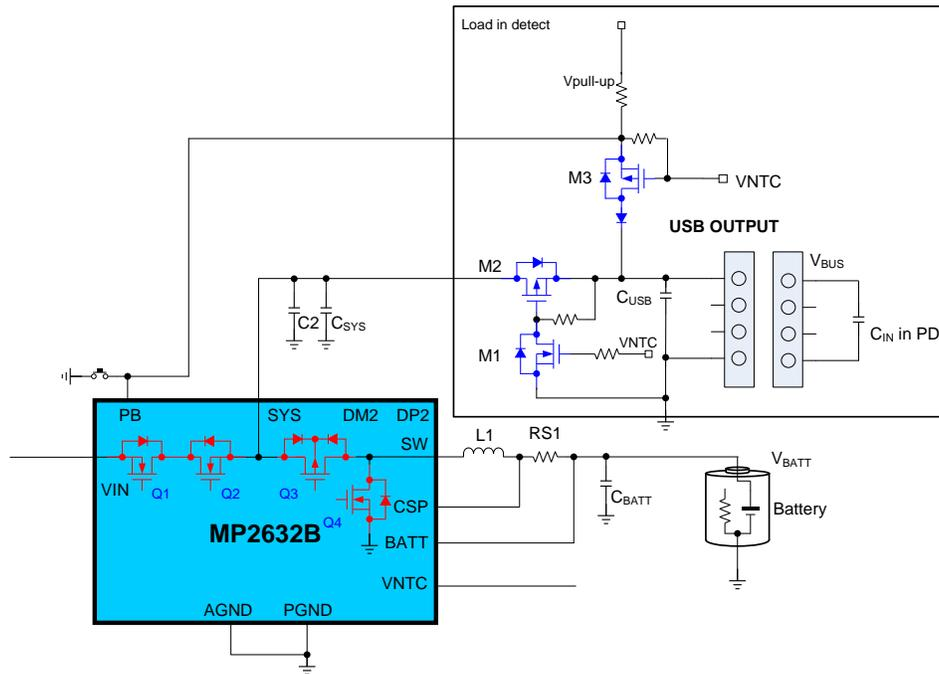 Load in detect
Vpull-up
M3
VNTC
USB OUTPUT
M2
VBUS
CUSB
C2
CSYS
VNTC
CIN in PD
M1
PB
SYS
DM2
DP2
SW
L1
RS1
VBATT
VIN
Q1
Q2
Q3
Q4
CSP
CBATT
Battery
MP2632B
BATT
VNTC
AGND
PGND